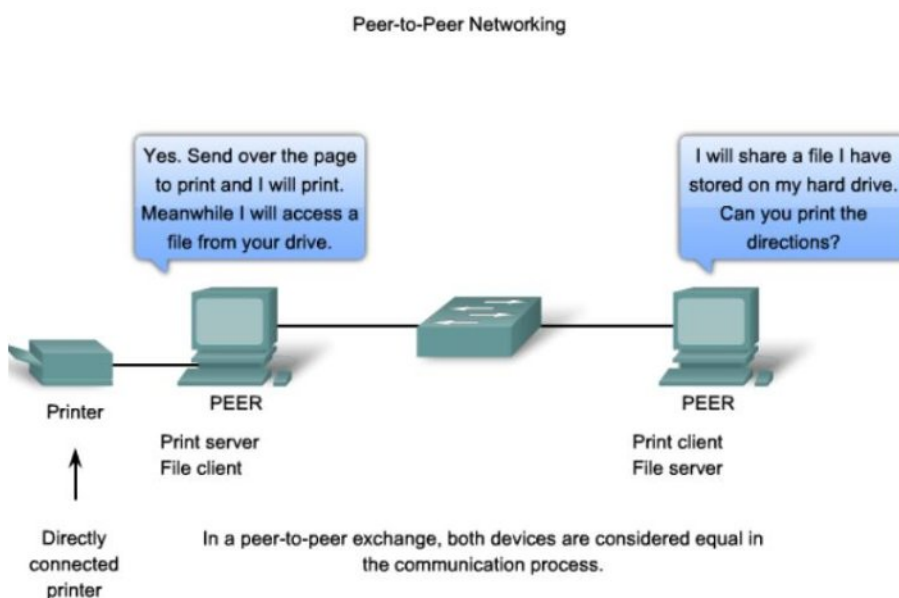 Peer-to-Peer Networking
Yes. Send over the page
to print and I will print.
Meanwhile I will access a
file from your drive.
I will share a file I have
stored on my hard drive.
Can you print the
directions?
Printer
PEER
PEER
Print server
File client
Print client
File server
Directly
connected
printer
In a peer-to-peer exchange, both devices are considered equal in
the communication process.